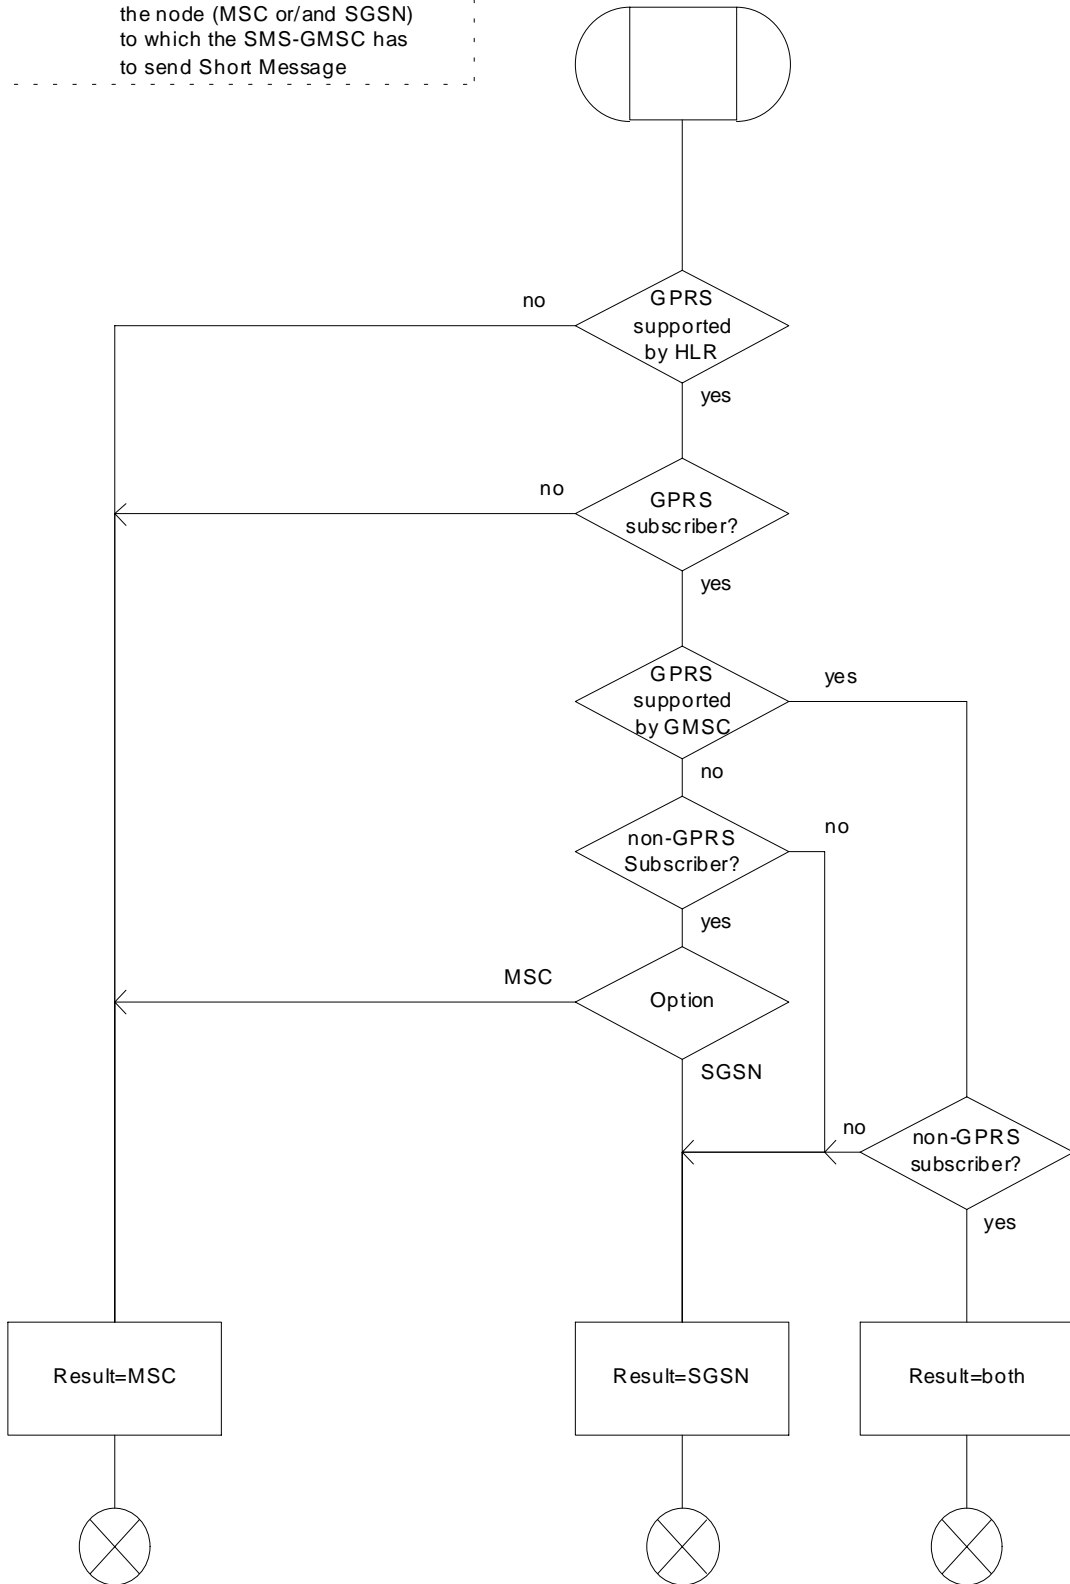 the node (MSC or/and SGSN)
to which the SMS-GMSC has
to send Short Message
no
GPRS
supported
by HLR
yes
no
GPRS
subscriber?
yes
GPRS
supported
by GMSC
yes
no
non-GPRS
Subscriber?
no
yes
MSC
Option
SGSN
no
non-GPRS
subscriber?
yes
Result=MSC
Result=SGSN
Result=both